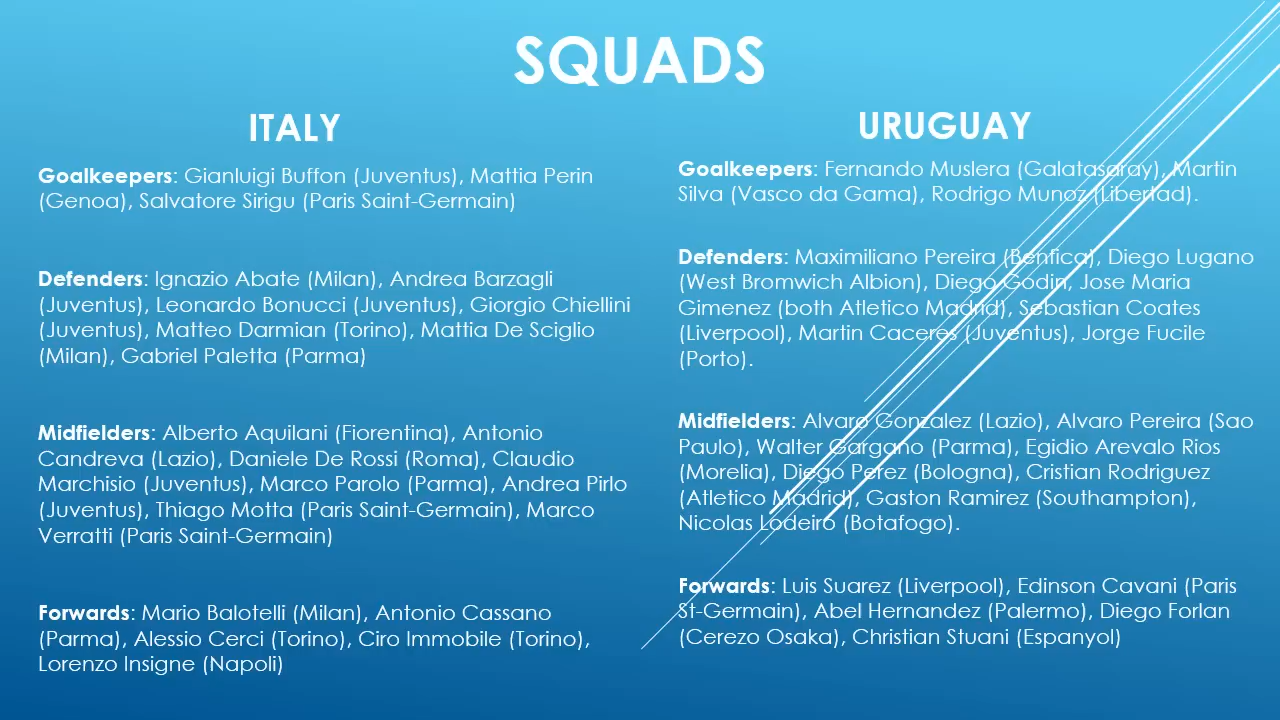 SQUADS
ITALY
Goalkeepers: Gianluigi Buffon (Juventus), Mattia Perin
(Genoa), Salvatore Sirigu (Paris Saint-Germain)
Defenders: Ignazio Abate (Milan), Andrea Barzagli
(Juventus), Leonardo Bonucci (Juventus), Giorgio Chiellini
(Juventus), Matteo Darmian (Torino), Mattia De Sciglio
(Milan), Gabriel Paletta (Parma)
Midfielders: Alberto Aquilani (Fiorentina), Antonio
Candreva (Lazio), Daniele De Rossi (Roma), Claudio
Marchisio (Juventus), Marco Parolo (Parma), Andrea Pirlo
(Juventus), Thiago Motta (Paris Saint-Germain), Marco
Verratti (Paris Saint-Germain)
Forwards: Mario Balotelli (Milan), Antonio Cassano
(Parma), Alessio Cerci (Torino), Ciro Immobile (Torino),
Lorenzo Insigne (Napoli)
URUGUAY
Goalkeepers: Fernando Muslera (Galatasaray), Martin
Silva (Vasco da Gama), Rodrigo Munoz (Libertad).
Defenders: Maximiliano Pereira (Benfica), Diego Lugano
(West Bromwich Albion), Diego Godin, Jose Maria
Gimenez (both Atletico Madrid), Sebastian Coates
(Liverpool), Martin Caceres (Juventus), Jorge Fucile
(Porto).
Midfielders: Alvaro Gonzalez (Lazio), Alvaro Pereira (Sao
Paulo), Walter Gargano (Parma), Egidio Arevalo Rios
(Morelia), Diego Perez (Bologna), Cristian Rodriguez
(Atletico Madrid), Gaston Ramirez (Southampton),
Nicolas Lodeiro (Botafogo).
Forwards: Luis Suarez (Liverpool), Edinson Cavani (Paris
St-Germain), Abel Hernandez (Palermo), Diego Forlan
(Cerezo Osaka), Christian Stuani (Espanyol)